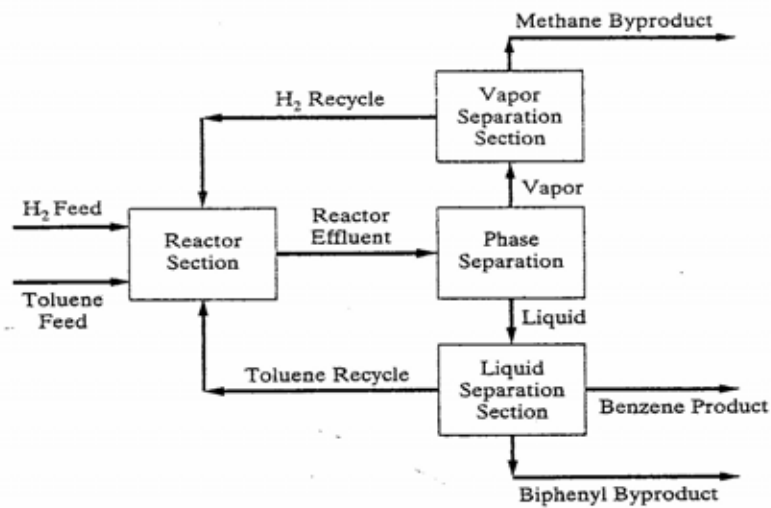 Methane Byproduct
H₂ Recycle
Vapor
Separation
Section
Vapor
H₂ Feed
Reactor
Section
Reactor
Effluent
Phase
Separation
Toluene
Feed
Liquid
Toluene Recycle
Liquid
Separation
Section
Benzene Product
Biphenyl Byproduct